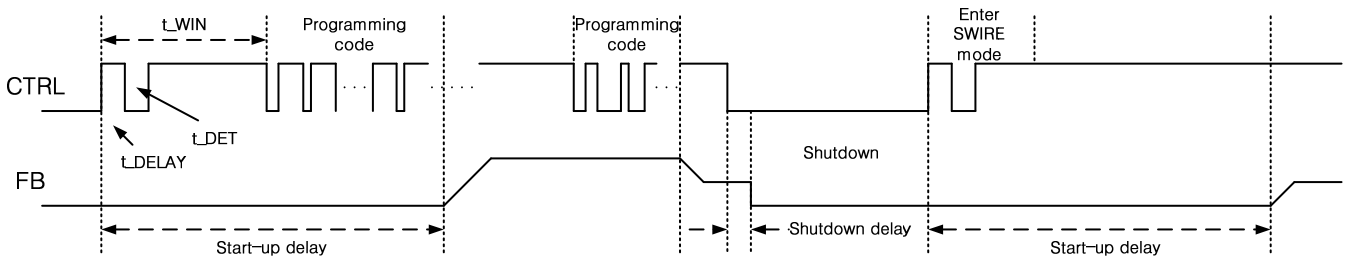 t_WIN
Programming
code
Programming
code
Enter
SWIRE
mode
CTRL
· · ·
· · · · ·
· · ·
t_DET
t_DELAY
Shutdown
FB
Start-up delay
Shutdown delay
Start-up delay